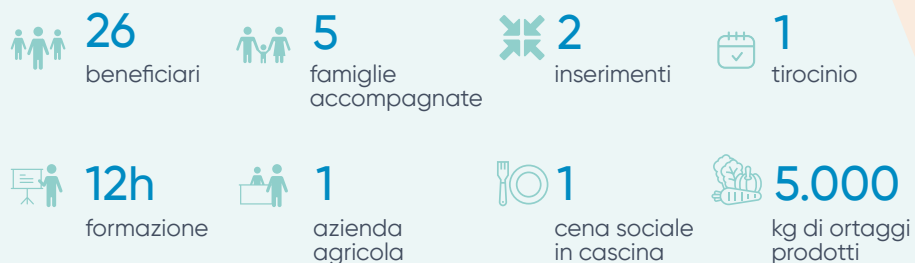 26
beneficiari
5
famiglie
accompagnate
2
inserimenti
1
tirocinio
12h
formazione
1
azienda
agricola
1
cena sociale
in cascina
5.000
kg di ortaggi
prodotti